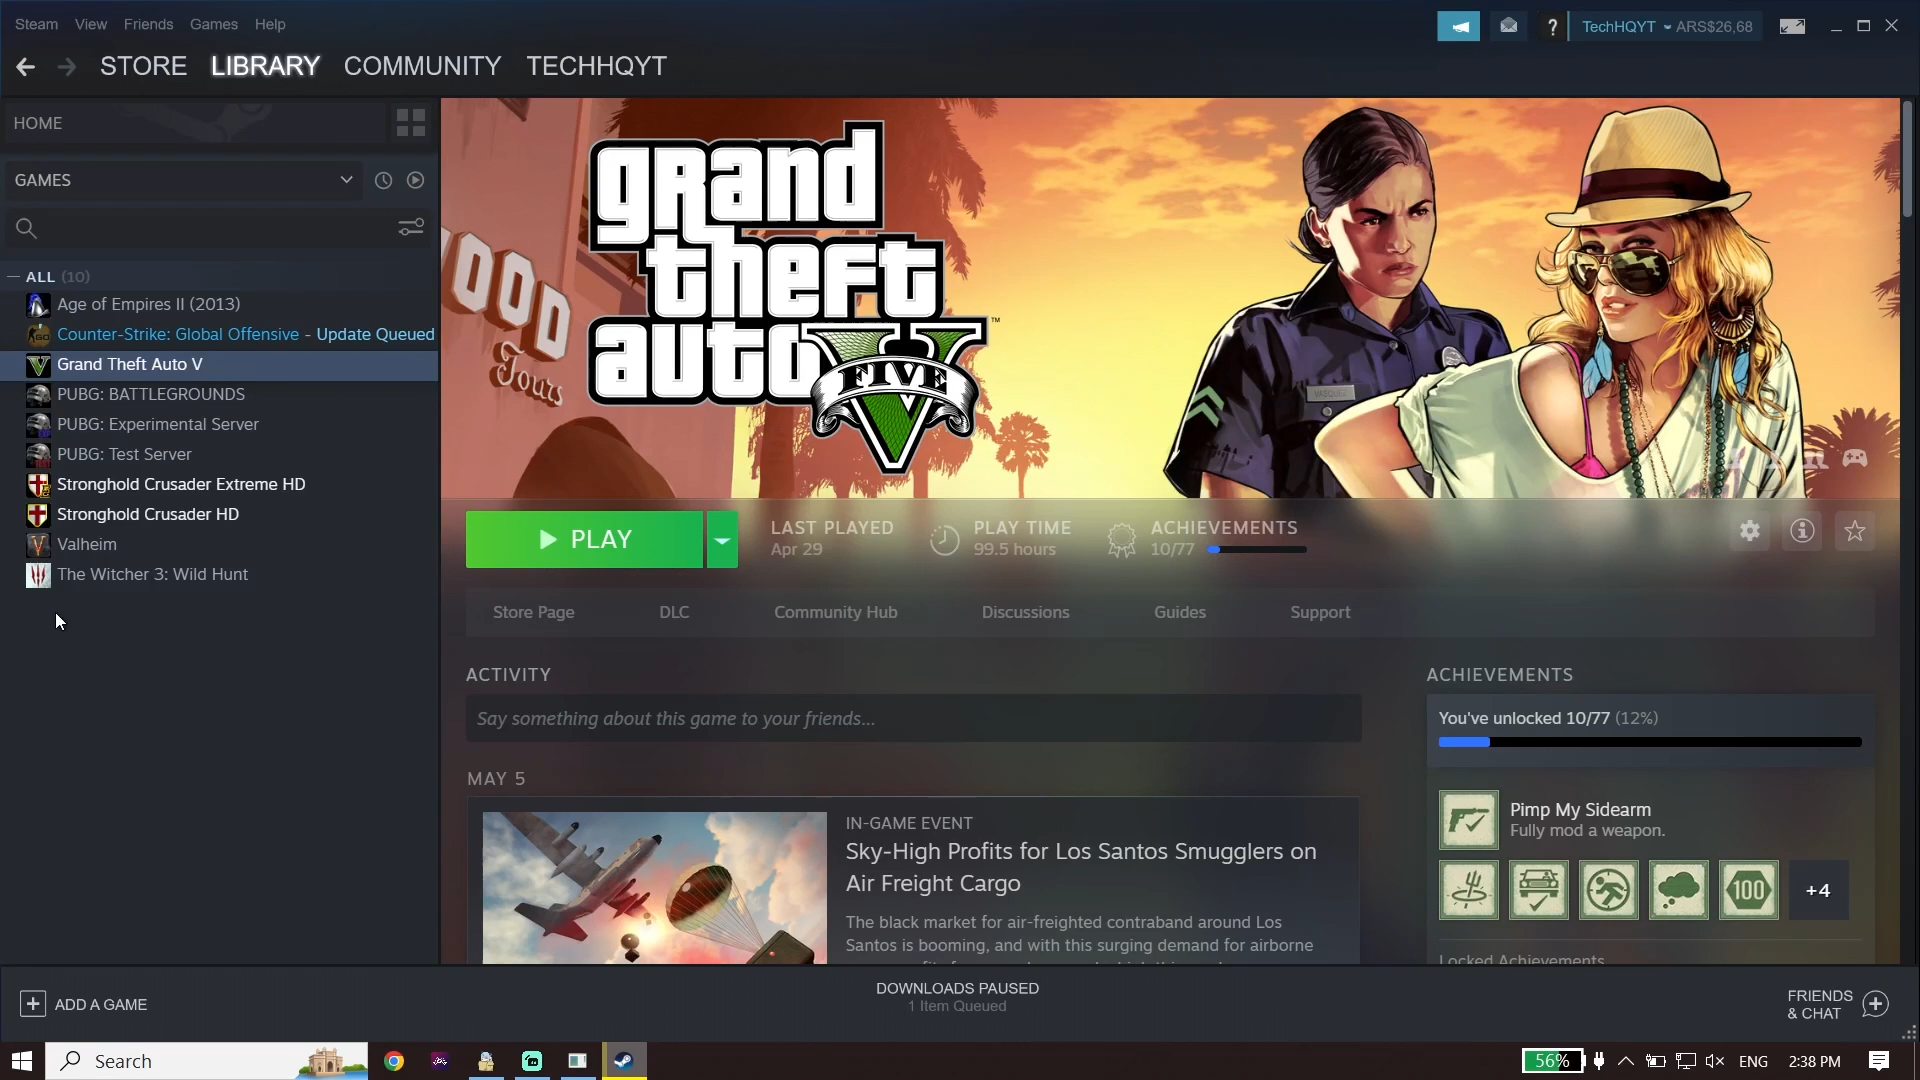 Steam View Friends Games Help
TechHQYT ARS$26,68
STORE LIBRARY COMMUNITY TECHHQYT
HOME
GAMES
ALL (10)
Age of Empires II (2013)
Counter-Strike: Global Offensive - Update Queued
Grand Theft Auto V
PUBG: BATTLEGROUNDS
PUBG: Experimental Server
PUBG: Test Server
Stronghold Crusader Extreme HD
Stronghold Crusader HD
Valheim
The Witcher 3: Wild Hunt
OOD
Tours
grand
theft
auto V ™
FIVE
VASQUEZ
PLAY
LAST PLAYED
Apr 29
PLAY TIME
99.5 hours
ACHIEVEMENTS
10/77
Store Page DLC Community Hub Discussions Guides Support
ACTIVITY
Say something about this game to your friends...
MAY 5
IN-GAME EVENT
Sky-High Profits for Los Santos Smugglers on
Air Freight Cargo
The black market for air-freighted contraband around Los
Santos is booming, and with this surging demand for airborne
ACHIEVEMENTS
You've unlocked 10/77 (12%)
Pimp My Sidearm
Fully mod a weapon.
100
+4
Locked Achievements
ADD A GAME
DOWNLOADS PAUSED
1 Item Queued
FRIENDS
& CHAT
Search
56% ENG 2:38 PM